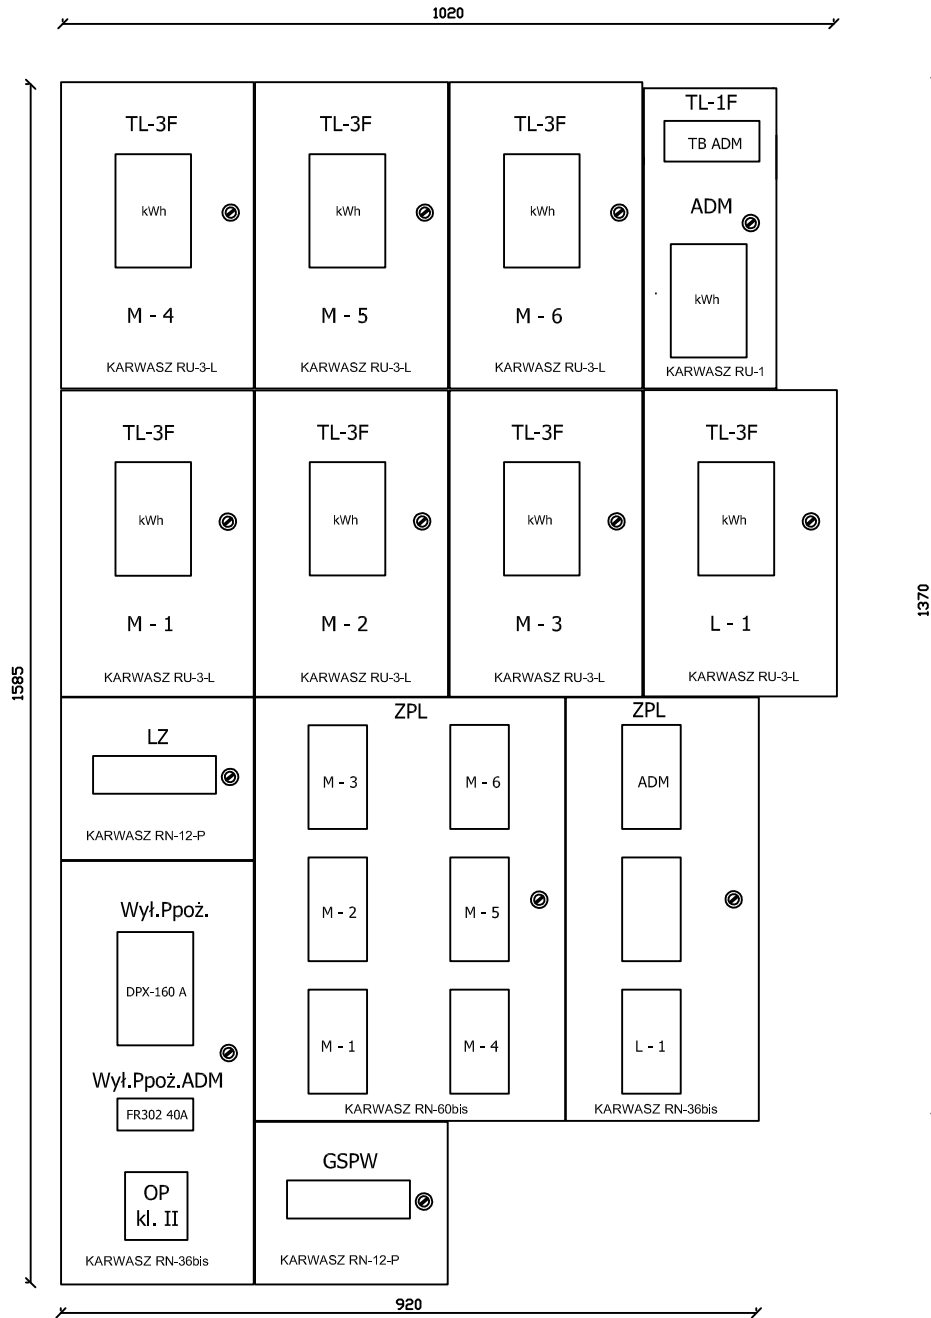 1020
TL-3F
kWh
M - 4
KARWASZ RU-3-L
TL-3F
kWh
M - 5
KARWASZ RU-3-L
TL-3F
kWh
M - 6
KARWASZ RU-3-L
TL-1F
TB ADM
ADM
kWh
KARWASZ RU-1
TL-3F
kWh
M - 1
KARWASZ RU-3-L
TL-3F
kWh
M - 2
KARWASZ RU-3-L
TL-3F
kWh
M - 3
KARWASZ RU-3-L
TL-3F
kWh
L - 1
KARWASZ RU-3-L
1585
1370
LZ
KARWASZ RN-12-P
ZPL
M - 3
M - 6
M - 2
M - 5
M - 1
M - 4
KARWASZ RN-60bis
ZPL
ADM
L - 1
KARWASZ RN-36bis
Wył.Ppoż.
DPX-160 A
Wył.Ppoż.ADM
FR302 40A
OP
kl. II
KARWASZ RN-36bis
GSPW
KARWASZ RN-12-P
920